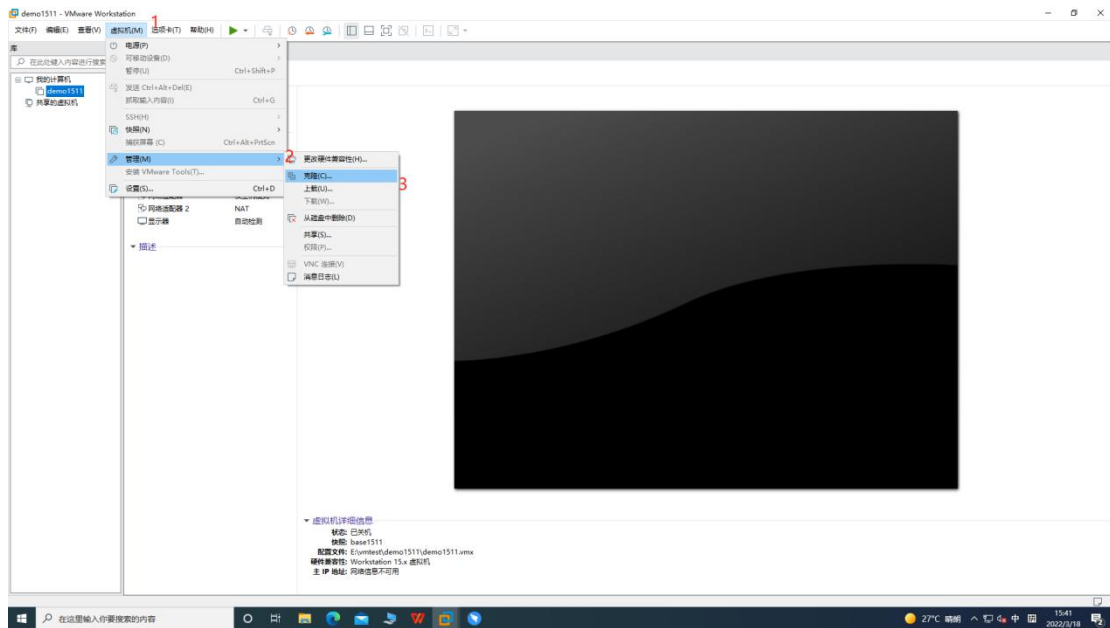 demo1511 - VMware Workstation
1
文件(F) 编辑(E) 查看(V) 虚拟机(M) 选项卡(T) 帮助(H)
库
在此处键入内容进行搜索
我的计算机
demo1511
共享的虚拟机
电源(P)
可移动设备(D)
暂停(U) Ctrl+Shift+P
发送 Ctrl+Alt+Del(E)
抓取输入内容(I) Ctrl+G
SSH(H)
快照(N)
捕获屏幕 (C) Ctrl+Alt+PrtScn
管理(M)
安装 VMware Tools(T)...
设置(S)... Ctrl+D
2
更改硬件兼容性(H)...
克隆(C)...
3
上载(U)...
下载(W)...
从磁盘中删除(D)
共享(S)...
权限(P)...
VNC 连接(V)
消息日志(L)
网络适配器 2 NAT
显示器 自动检测
描述
虚拟机详细信息
状态: 已关机
快照: base1511
配置文件: E:\vmtest\demo1511\demo1511.vmx
硬件兼容性: Workstation 15.x 虚拟机
主 IP 地址: 网络信息不可用
在这里输入你要搜索的内容
27°C 晴朗
中
15:41
2022/3/18